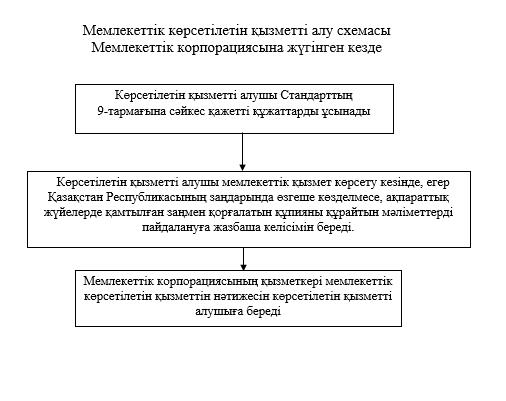 Мемлекеттік көрсетілетін қызметті алу схемасы
Мемлекеттік корпорациясына жүгінген кезде
Көрсетілетін қызметті алушы Стандарттың
9-тармағына сәйкес қажетті құжаттарды ұсынады
Көрсетілетін қызметті алушы мемлекеттік қызмет көрсету кезінде, егер
Қазақстан Республикасының заңдарында өзгеше көзделмесе, ақпараттық
жүйелерде қамтылған заңмен қорғалатын құпияны құрайтын мәліметтерді
пайдалануға жазбаша келісімін береді.
Мемлекеттік корпорациясының қызметкері мемлекеттік
көрсетілетін қызметтін нәтижесін көрсетілетін қызметті
алушыға береді